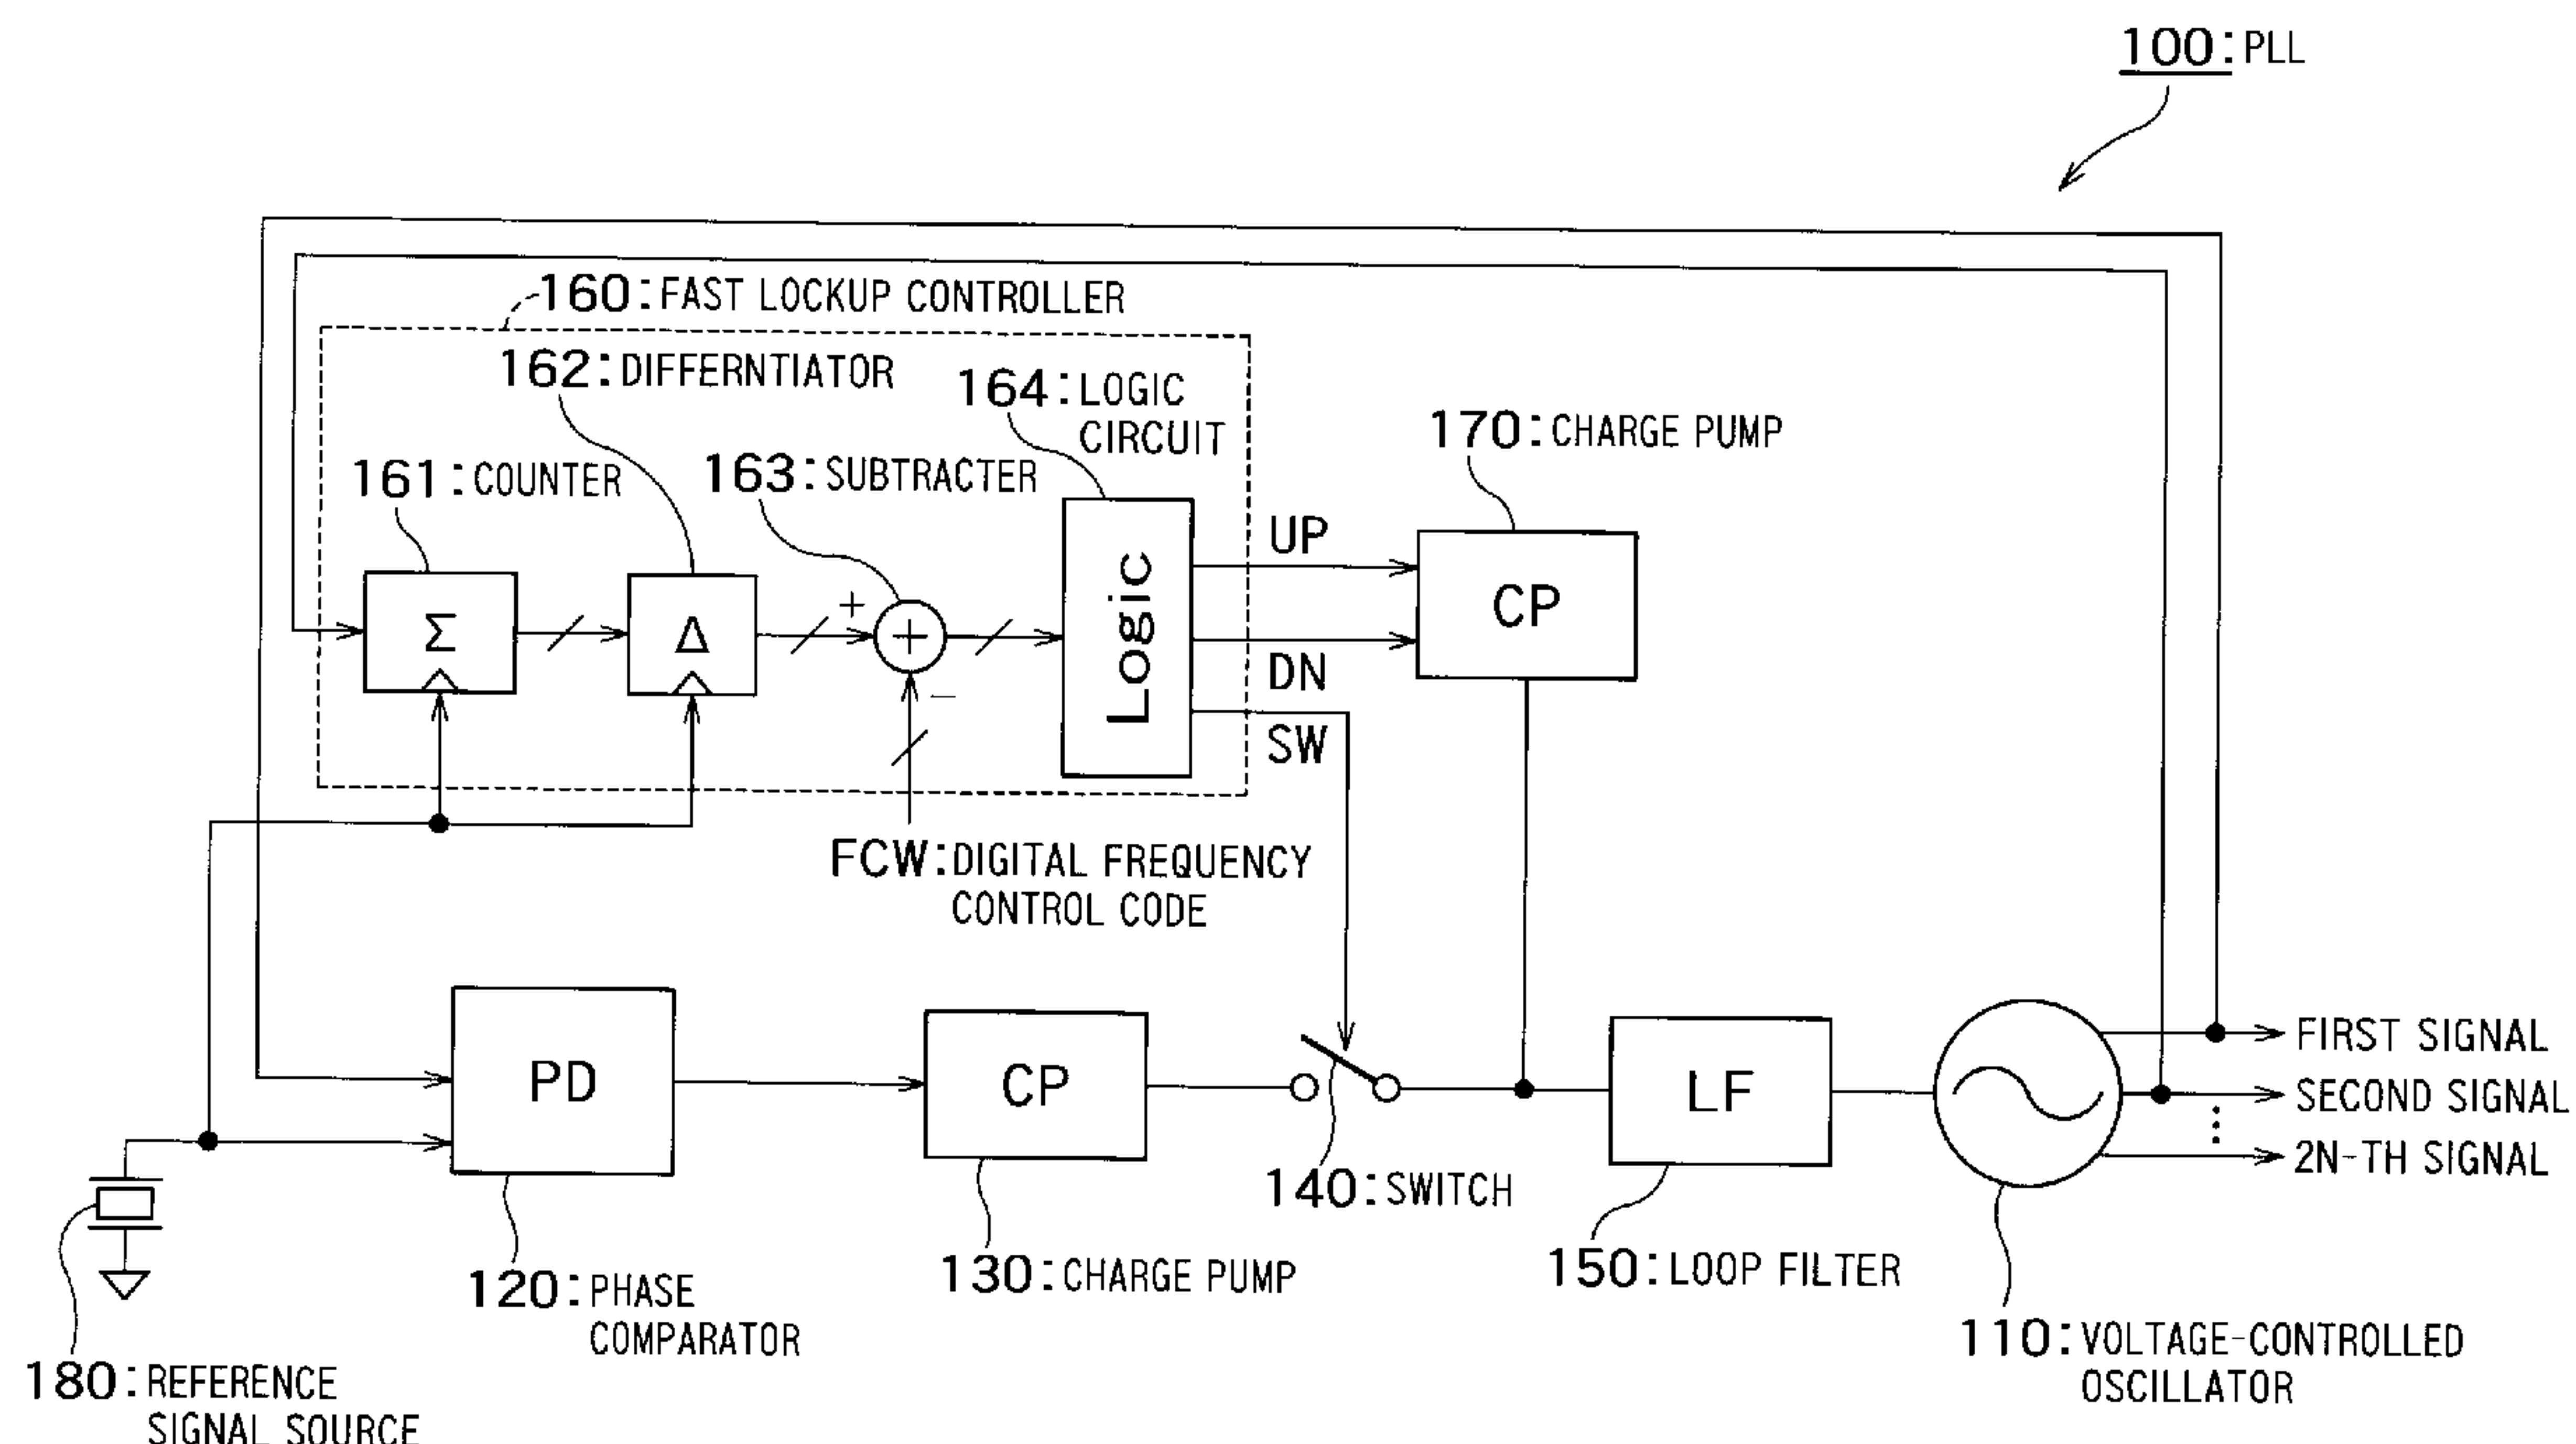 100: PLL
160: FAST LOCKUP CONTROLLER
162: DIFFERNTIATOR
164: LOGIC
CIRCUIT
170: CHARGE PUMP
161: COUNTER
163: SUBTRACTER
UP
CP
Σ
Δ
+
+
−
Logic
DN
SW
FCW: DIGITAL FREQUENCY
CONTROL CODE
PD
CP
LF
FIRST SIGNAL
SECOND SIGNAL
2N-TH SIGNAL
140: SWITCH
130: CHARGE PUMP
150: LOOP FILTER
120: PHASE
COMPARATOR
110: VOLTAGE-CONTROLLED
OSCILLATOR
180: REFERENCE
SIGNAL SOURCE